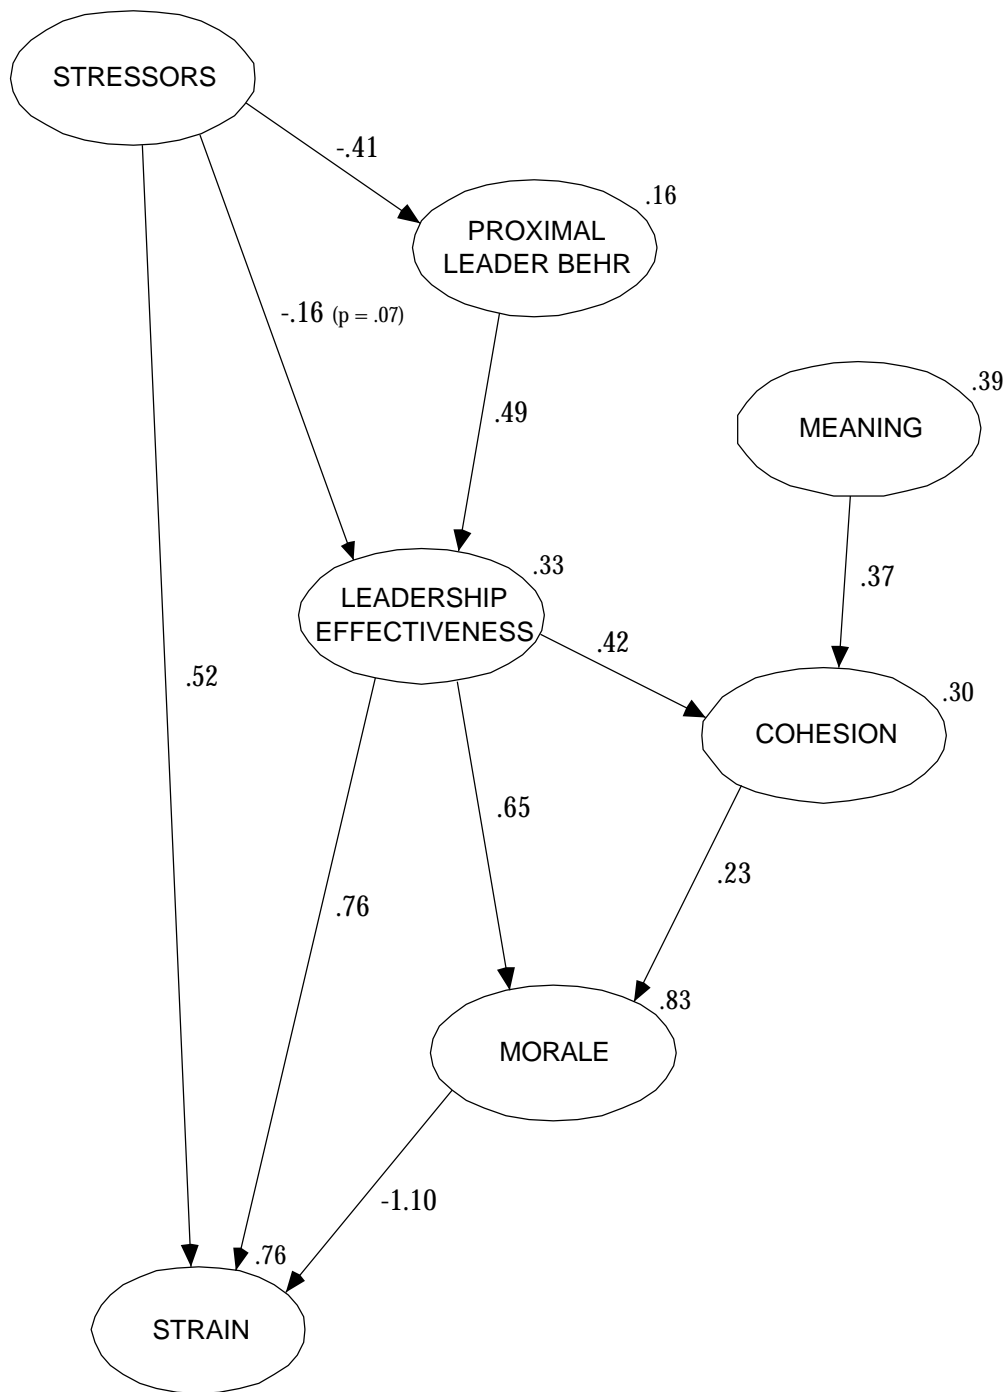 STRESSORS
-.41
.16
PROXIMAL
LEADER BEHR
-.16 (p = .07)
.39
MEANING
.49
.33
.37
LEADERSHIP
EFFECTIVENESS
.42
.52
.30
COHESION
.65
.23
.76
.83
MORALE
-1.10
.76
STRAIN